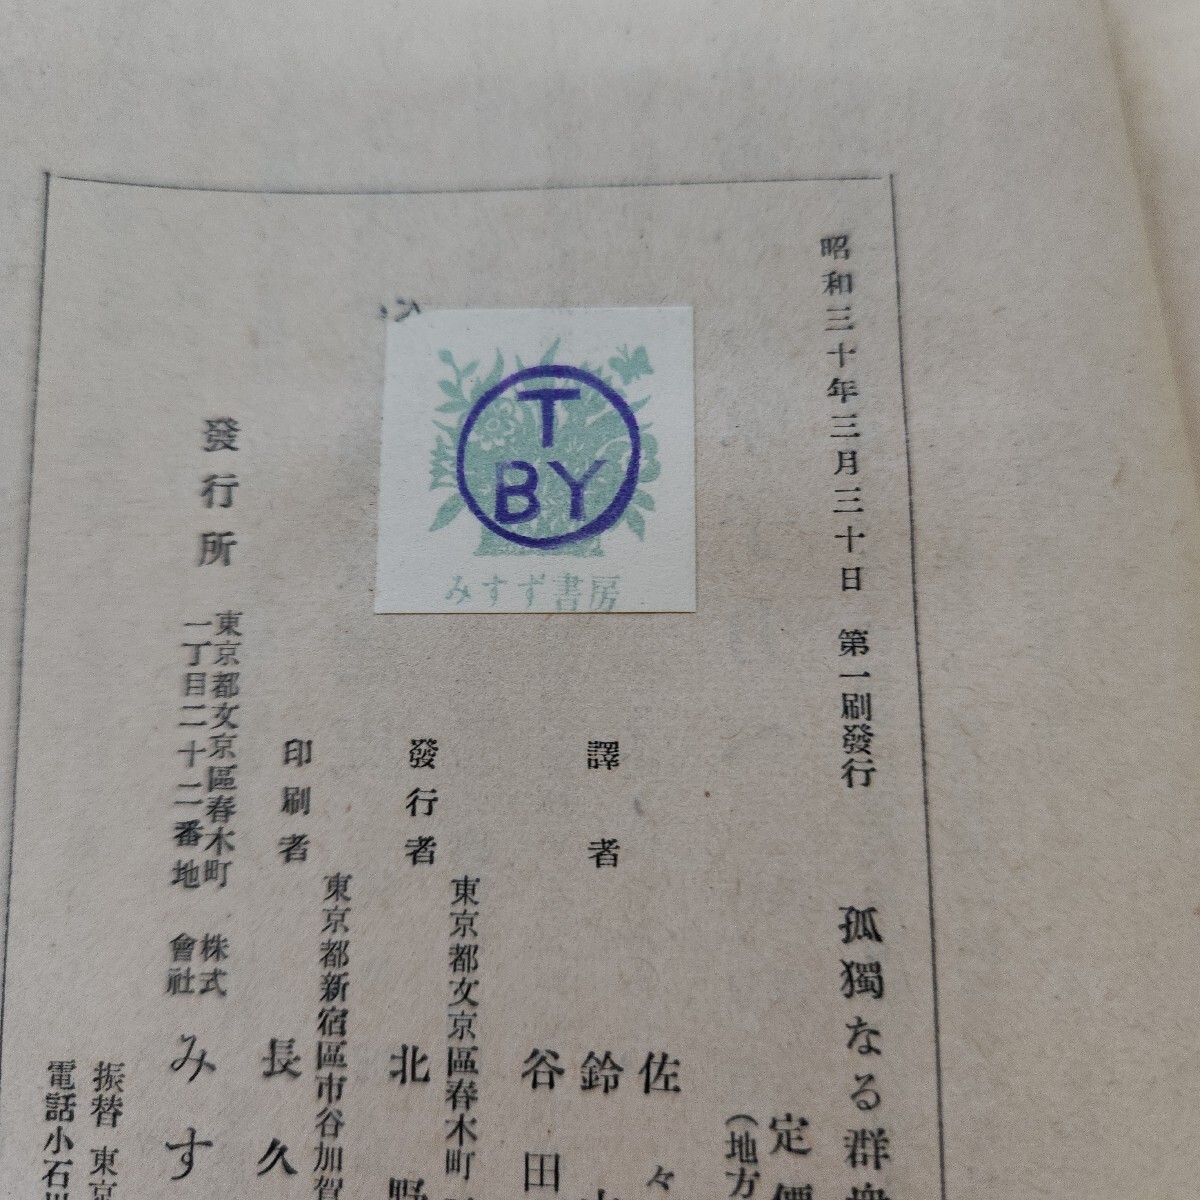 昭和三十年三月三十日 第一刷發行
孤獨なる群衆
定價
(地方
譯者
佐々
鈴
谷田
發行者
東京都文京區春木町
北野
印刷者
東京都新宿區市谷加賀
長久
發行所
東京都文京區春木町
一丁目二十二番地
株式
會社
みす
振替 東京
電話小石川
T
BY
みすず書房